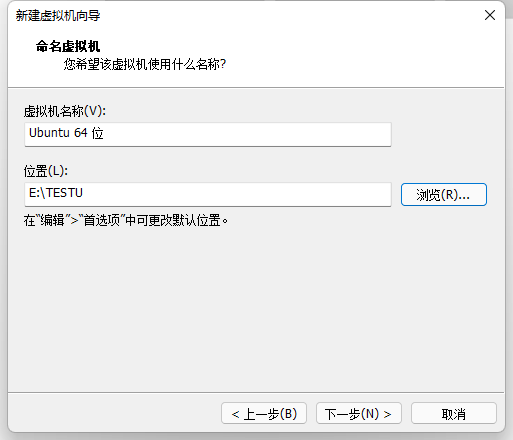 新建虚拟机向导
命名虚拟机
您希望该虚拟机使用什么名称?
虚拟机名称(V):
Ubuntu 64 位
位置(L):
E:\TESTU
浏览(R)...
在“编辑”>“首选项”中可更改默认位置。
< 上一步(B)
下一步(N) >
取消